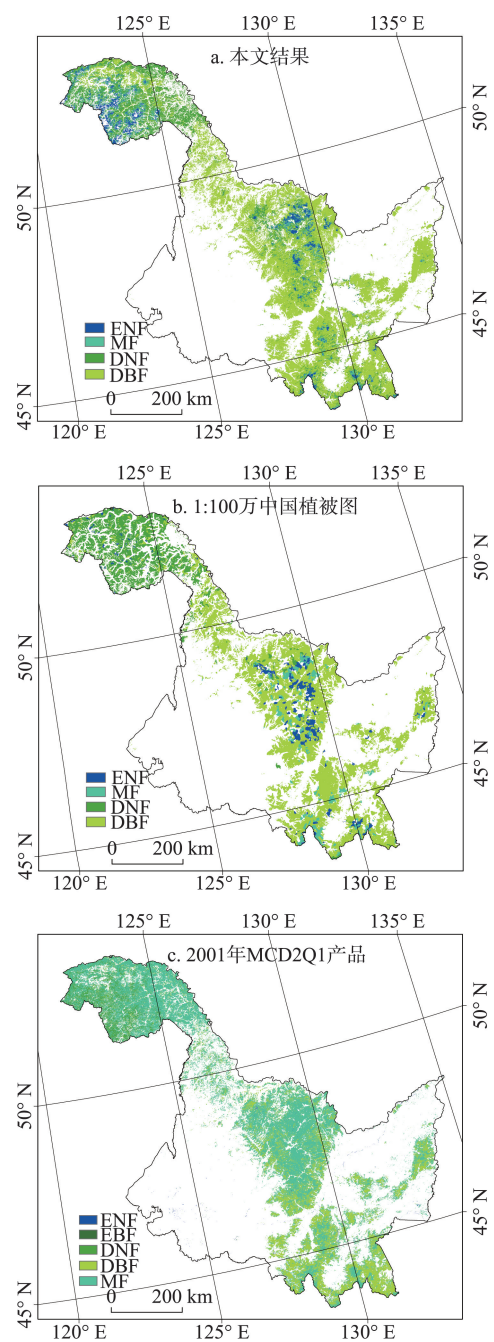 125° E
135° E
130° E
a. 本文结果
50° N
50° N
45° N
45° N
ENF
MF
DNF
DBF
0 200 km
120° E
125° E
130° E
125° E
130° E
135° E
b. 1:100万中国植被图
50° N
50° N
45° N
45° N
ENF
MF
DNF
DBF
0 200 km
120° E
125° E
130° E
125° E
130° E
135° E
c. 2001年MCD2Q1产品
50° N
50° N
45° N
45° N
ENF
EBF
DNF
DBF
MF
0 200 km
120° E
125° E
130° E